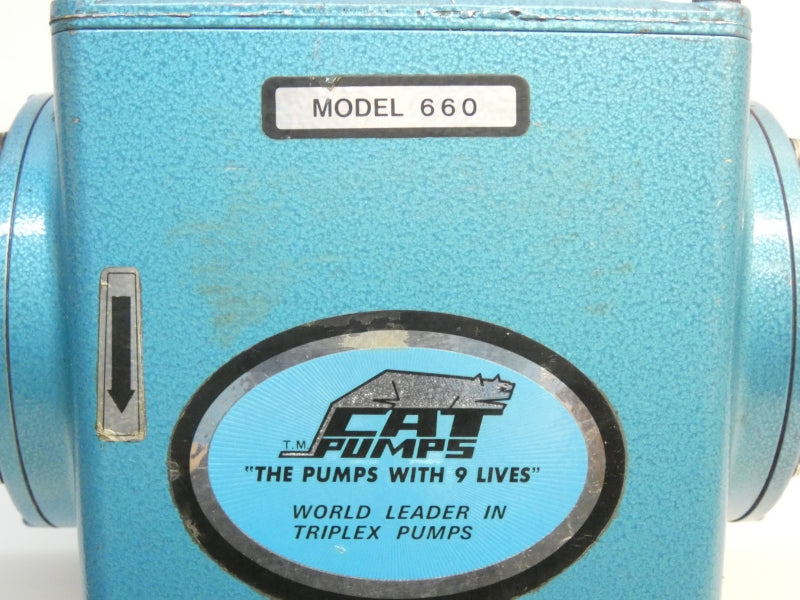 MODEL 660
CAT
T.M. PUMPS
"THE PUMPS WITH 9 LIVES"
WORLD LEADER IN
TRIPLEX PUMPS